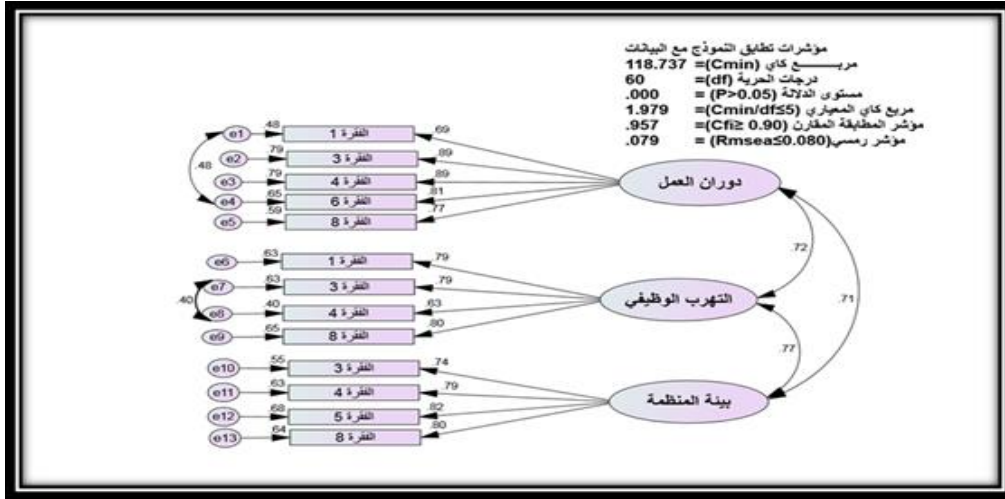 مؤشرات تطابق النموذج مع البيانات
مربـــــع كاي (Cmin)= 118.737
درجات الحرية (df)= 60
مستوى الدلالة (P>0.05) = .000
مربع كاي المعياري (Cmin/df≤5)= 1.979
مؤشر المطابقة المقارن (Cfi≥ 0.90)= .957
مؤشر رمسي(Rmsea≤0.080) = .079
e1 .48 الفقرة 1 .69
e2 .79 الفقرة 3 .89
.48
e3 .79 الفقرة 4 .89
دوران العمل
e4 .65 الفقرة 6 .81
e5 .59 الفقرة 8 .77
.72
e6 .63 الفقرة 1 .79
e7 .63 الفقرة 3 .79
.40
التهرب الوظيفي
.71
e8 .40 الفقرة 4 .63
e9 .65 الفقرة 8 .80
.77
e10 .55 الفقرة 3 .74
e11 .63 الفقرة 4 .79
بيئة المنظمة
e12 .68 الفقرة 5 .82
e13 .64 الفقرة 8 .80